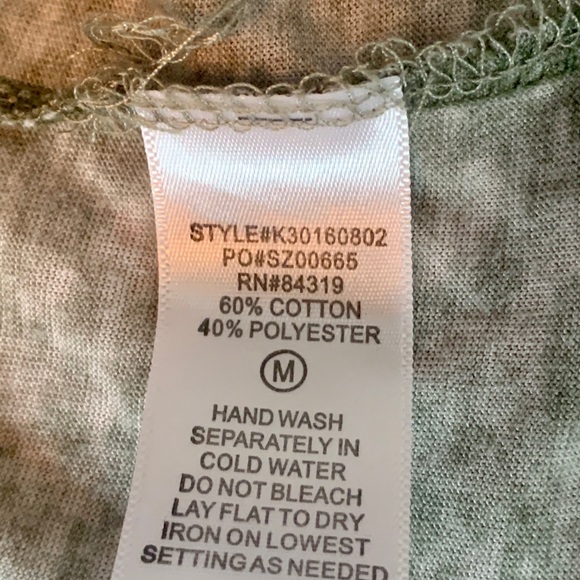 STYLE#K30160802
PO#SZ00665
RN#84319
60% COTTON
40% POLYESTER
M
HAND WASH
SEPARATELY IN
COLD WATER
DO NOT BLEACH
LAY FLAT TO DRY
IRON ON LOWEST
SETTING AS NEEDED